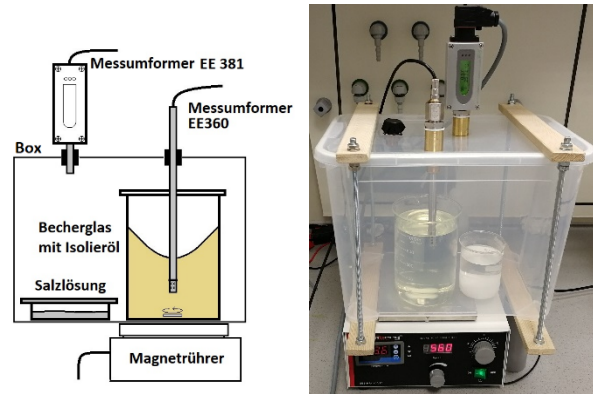 Messumformer EE 381
Messumformer
EE360
Box
Becherglas
mit Isolieröl
Salzlösung
Magnetrührer
560